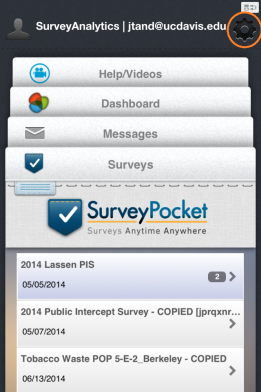 SurveyAnalytics | jtand@ucdavis.edu
Help/Videos
Dashboard
Messages
Surveys
SurveyPocket
Surveys Anytime Anywhere
2014 Lassen PIS
2
05/05/2014
2014 Public Intercept Survey - COPIED [jprqxnr...
05/07/2014
Tobacco Waste POP 5-E-2_Berkeley - COPIED
06/13/2014